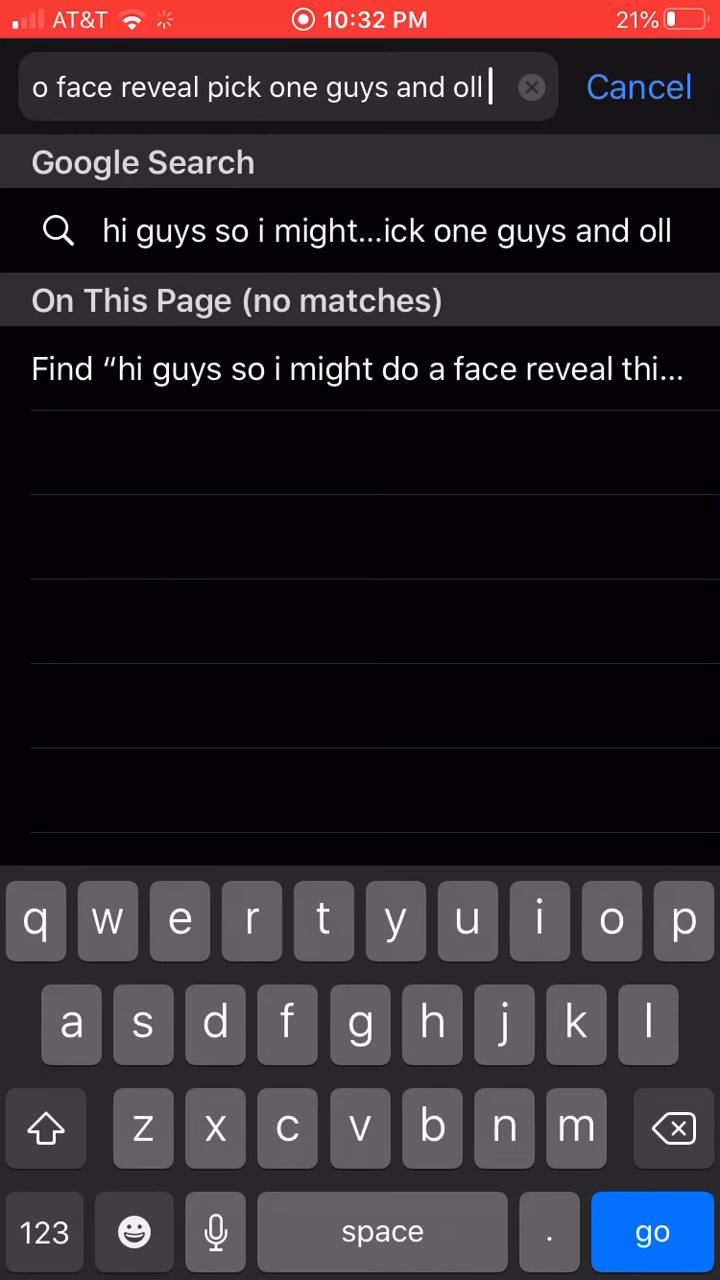 AT&T 10:32 PM 21%
o face reveal pick one guys and oll Cancel
Google Search
hi guys so i might...ick one guys and oll
On This Page (no matches)
Find “hi guys so i might do a face reveal thi...
q w e r t y u i o p
a s d f g h j k l
z x c v b n m
123 space . go